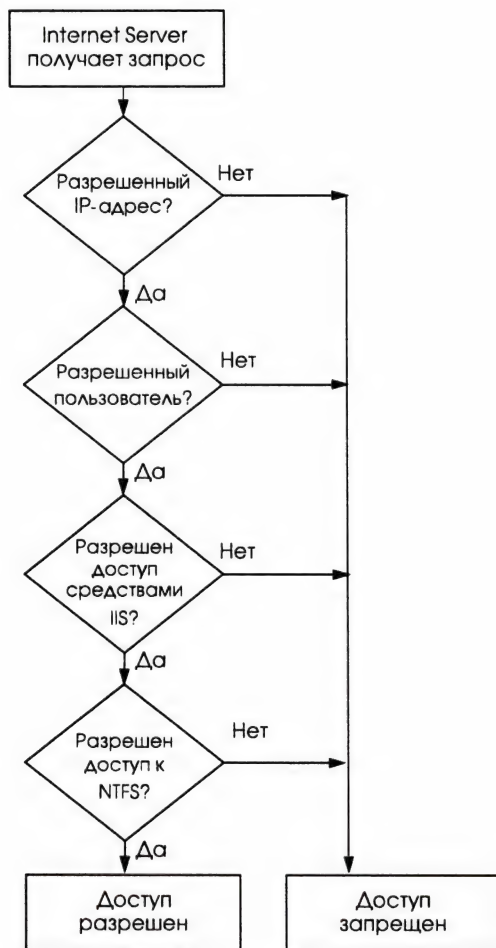 Internet Server
получает запрос
Разрешенный
IP-адрес?
Нет
Да
Разрешенный
пользователь?
Нет
Да
Разрешен
доступ
средствами
IIS?
Нет
Да
Разрешен
доступ к
NTFS?
Нет
Да
Доступ
разрешен
Доступ
запрещен